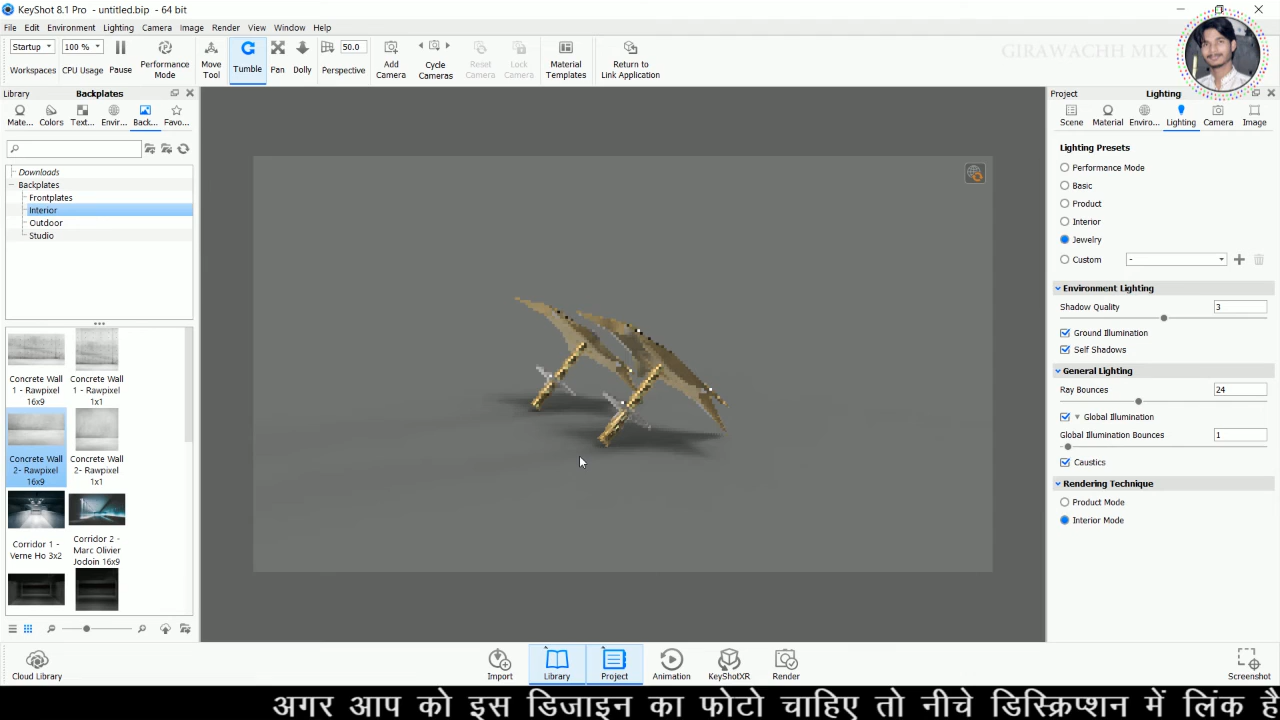 KeyShot 8.1 Pro - untitled.bip - 64 bit
File Edit Environment Lighting Camera Image Render View Window Help
GIRAWACHH MIX
Startup 100 % 50.0
Workspaces CPU Usage Pause Performance Mode Move Tool Tumble Pan Dolly Perspective Add Camera Cycle Cameras Reset Camera Lock Camera Material Templates Return to Link Application
Library Backplates
Mate... Colors Text... Envir... Back... Favo...
Downloads
Backplates
Frontplates
Interior
Outdoor
Studio
Concrete Wall 1 - Rawpixel 16x9
Concrete Wall 1 - Rawpixel 1x1
Concrete Wall 2- Rawpixel 16x9
Concrete Wall 2- Rawpixel 1x1
Corridor 1 - Verne Ho 3x2
Corridor 2 - Marc Olivier Jodoin 16x9
Project Lighting
Scene Material Enviro... Lighting Camera Image
Lighting Presets
Performance Mode
Basic
Product
Interior
Jewelry
Custom -
Environment Lighting
Shadow Quality 3
Ground Illumination
Self Shadows
General Lighting
Ray Bounces 24
Global Illumination
Global Illumination Bounces 1
Caustics
Rendering Technique
Product Mode
Interior Mode
Cloud Library Import Library Project Animation KeyShotXR Render Screenshot
अगर आप को इस डिजाइन का फोटो चाहिए तो नीचे डिस्क्रिप्शन में लिंक है